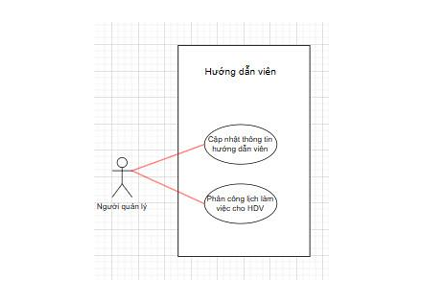 Hướng dẫn viên
Cập nhật thông tin
hướng dẫn viên
Người quản lý
Phân công lịch làm
việc cho HDV